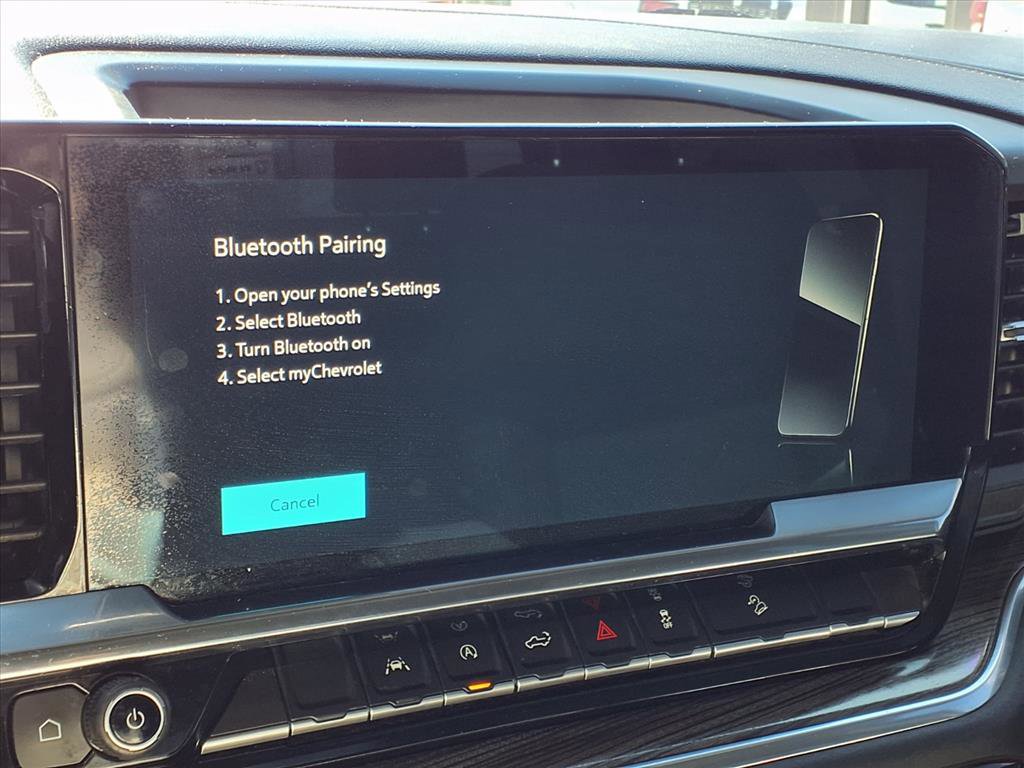 Bluetooth Pairing
1. Open your phone's Settings
2. Select Bluetooth
3. Turn Bluetooth on
4. Select myChevrolet
Cancel